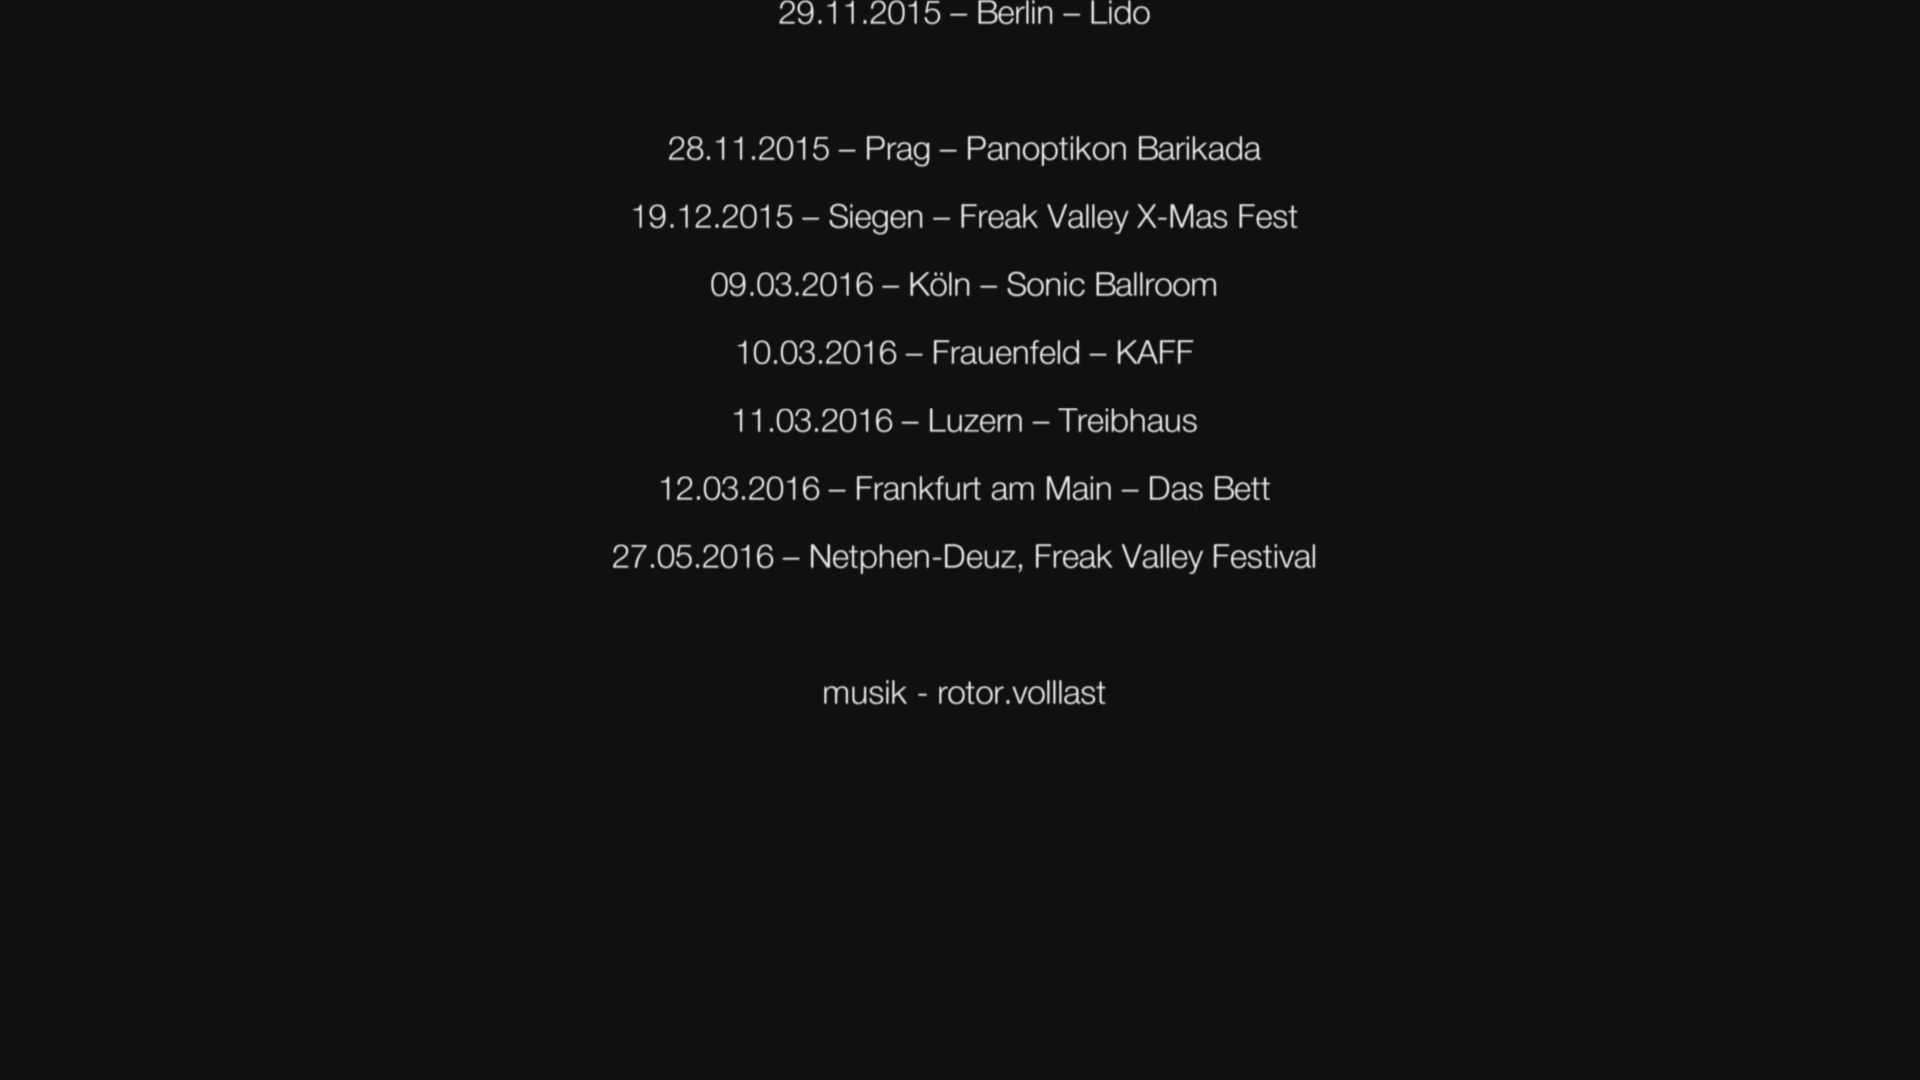 29.11.2015 – Berlin – Lido
28.11.2015 – Prag – Panoptikon Barikada
19.12.2015 – Siegen – Freak Valley X-Mas Fest
09.03.2016 – Köln – Sonic Ballroom
10.03.2016 – Frauenfeld – KAFF
11.03.2016 – Luzern – Treibhaus
12.03.2016 – Frankfurt am Main – Das Bett
27.05.2016 – Netphen-Deuz, Freak Valley Festival
musik - rotor.volllast